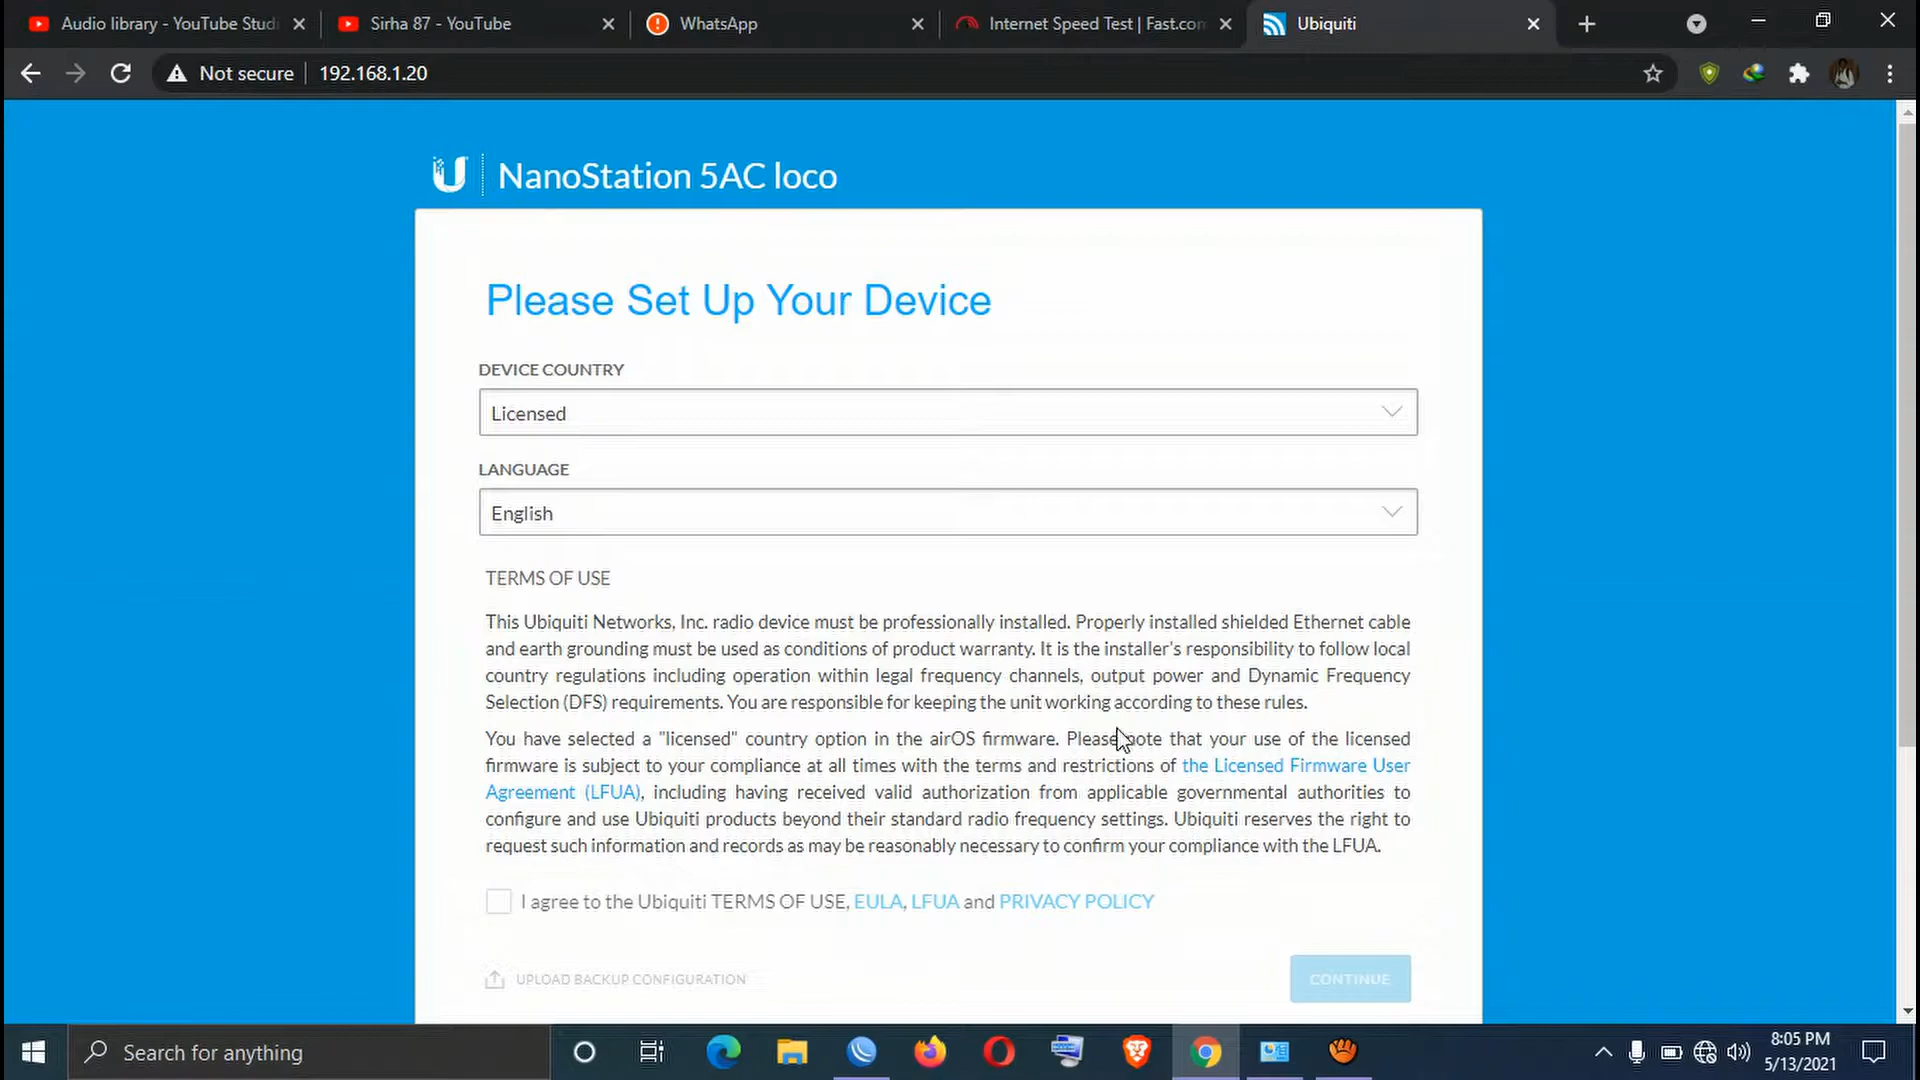 Audio library - YouTube Studi
Sirha 87 - YouTube
WhatsApp
Internet Speed Test | Fast.com
Ubiquiti
Not secure
192.168.1.20
NanoStation 5AC loco
Please Set Up Your Device
DEVICE COUNTRY
Licensed
LANGUAGE
English
TERMS OF USE
This Ubiquiti Networks, Inc. radio device must be professionally installed. Properly installed shielded Ethernet cable
and earth grounding must be used as conditions of product warranty. It is the installer's responsibility to follow local
country regulations including operation within legal frequency channels, output power and Dynamic Frequency
Selection (DFS) requirements. You are responsible for keeping the unit working according to these rules.
You have selected a "licensed" country option in the airOS firmware. Please note that your use of the licensed
firmware is subject to your compliance at all times with the terms and restrictions of the Licensed Firmware User
Agreement (LFUA), including having received valid authorization from applicable governmental authorities to
configure and use Ubiquiti products beyond their standard radio frequency settings. Ubiquiti reserves the right to
request such information and records as may be reasonably necessary to confirm your compliance with the LFUA.
I agree to the Ubiquiti TERMS OF USE, EULA, LFUA and PRIVACY POLICY
UPLOAD BACKUP CONFIGURATION
CONTINUE
Search for anything
8:05 PM
5/13/2021